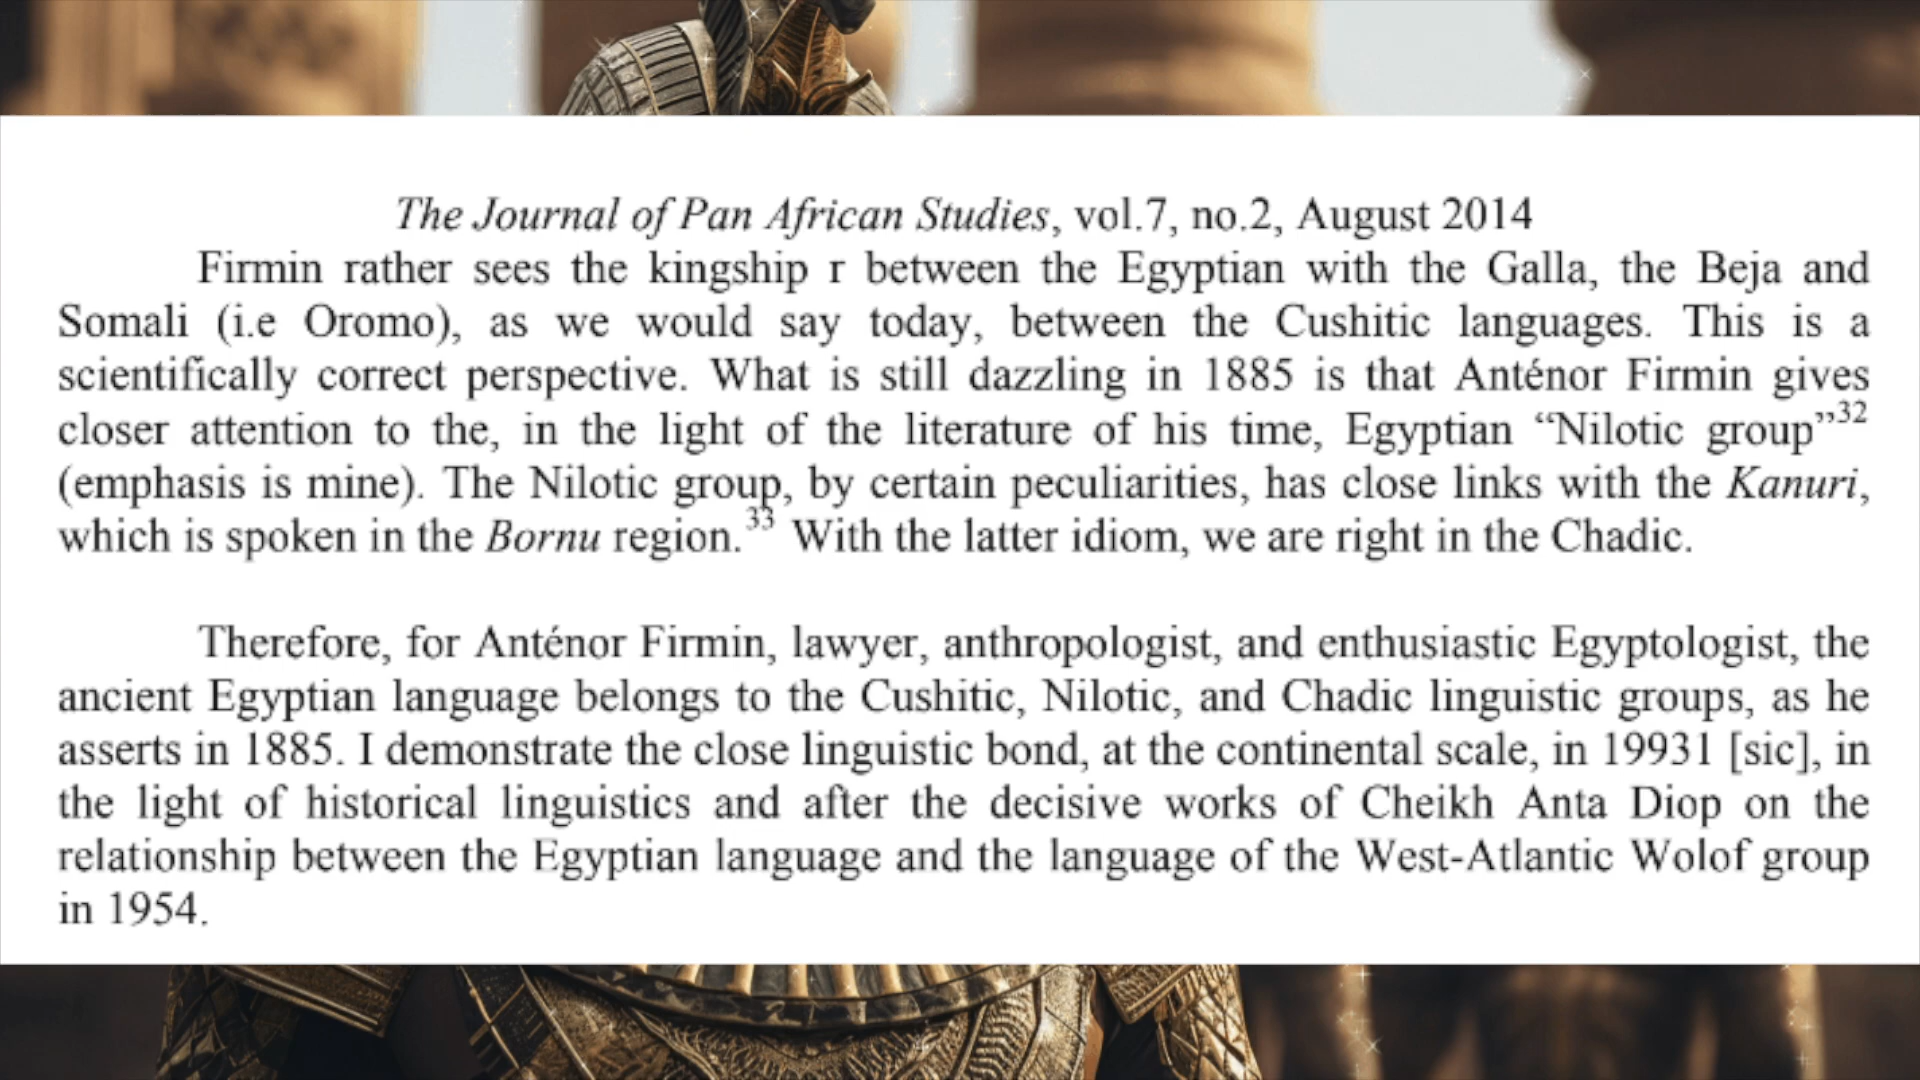 The Journal of Pan African Studies, vol.7, no.2, August 2014
Firmin rather sees the kingship r between the Egyptian with the Galla, the Beja and
Somali (i.e Oromo), as we would say today, between the Cushitic languages. This is a
scientifically correct perspective. What is still dazzling in 1885 is that Anténor Firmin gives
closer attention to the, in the light of the literature of his time, Egyptian “Nilotic group”32
(emphasis is mine). The Nilotic group, by certain peculiarities, has close links with the Kanuri,
which is spoken in the Bornu region.33 With the latter idiom, we are right in the Chadic.
Therefore, for Anténor Firmin, lawyer, anthropologist, and enthusiastic Egyptologist, the
ancient Egyptian language belongs to the Cushitic, Nilotic, and Chadic linguistic groups, as he
asserts in 1885. I demonstrate the close linguistic bond, at the continental scale, in 19931 [sic], in
the light of historical linguistics and after the decisive works of Cheikh Anta Diop on the
relationship between the Egyptian language and the language of the West-Atlantic Wolof group
in 1954.